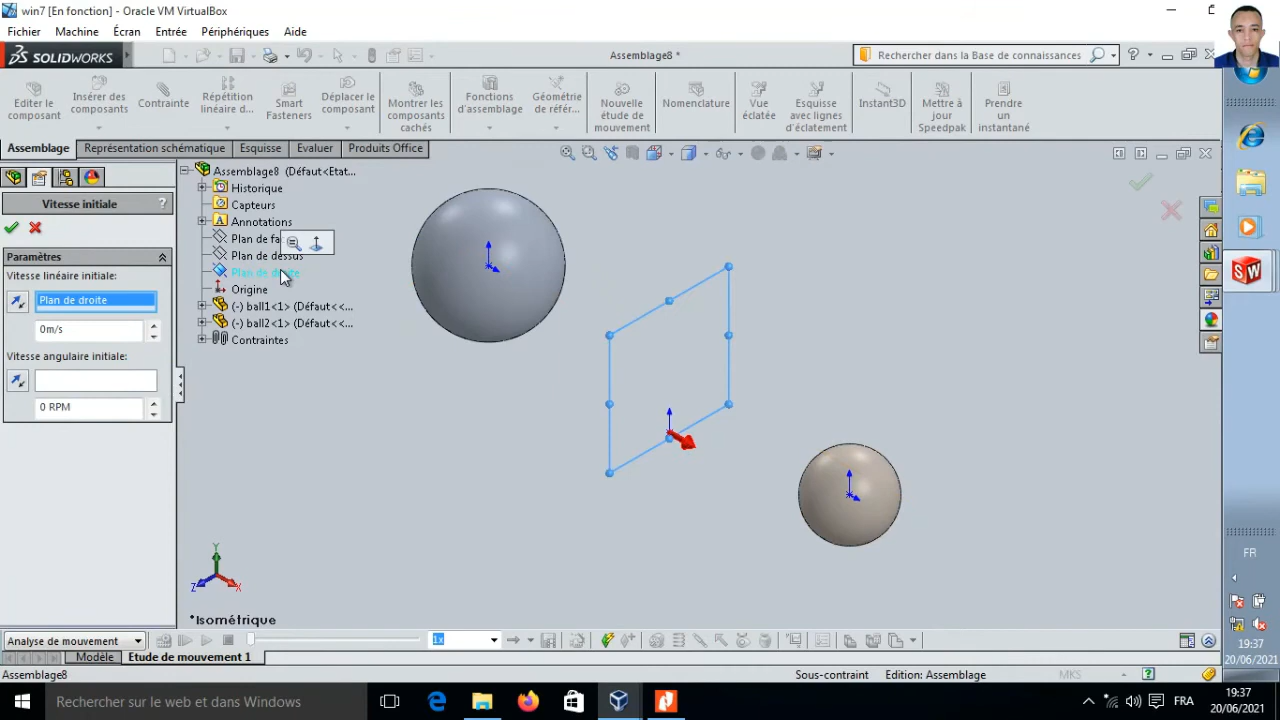 win7 [En fonction] - Oracle VM VirtualBox
Fichier Machine Écran Entrée Périphériques Aide
SOLIDWORKS
Assemblage8 *
Rechercher dans la Base de connaissances
Editer le composant
Insérer des composants
Contrainte
Répétition linéaire d...
Smart Fasteners
Déplacer le composant
Montrer les composants cachés
Fonctions d'assemblage
Géométrie de référ...
Nouvelle étude de mouvement
Nomenclature
Vue éclatée
Esquisse avec lignes d'éclatement
Instant3D
Mettre à jour Speedpak
Prendre un instantané
Assemblage Représentation schématique Esquisse Evaluer Produits Office
Vitesse initiale ?
Paramètres
Vitesse linéaire initiale:
Plan de droite
0m/s
Vitesse angulaire initiale:
0 RPM
Assemblage8 (Défaut<Etat...
Historique
Capteurs
Annotations
Plan de fa
Plan de dessus
Plan de droite
Origine
(-) ball1<1> (Défaut<<...
(-) ball2<1> (Défaut<<...
Contraintes
Y
Z
X
*Isométrique
Analyse de mouvement
1x
Modèle Etude de mouvement 1
Assemblage8
Sous-contraint
Edition: Assemblage
MKS
FR
19:37
20/06/2021
Rechercher sur le web et dans Windows
FRA
19:37
20/06/2021